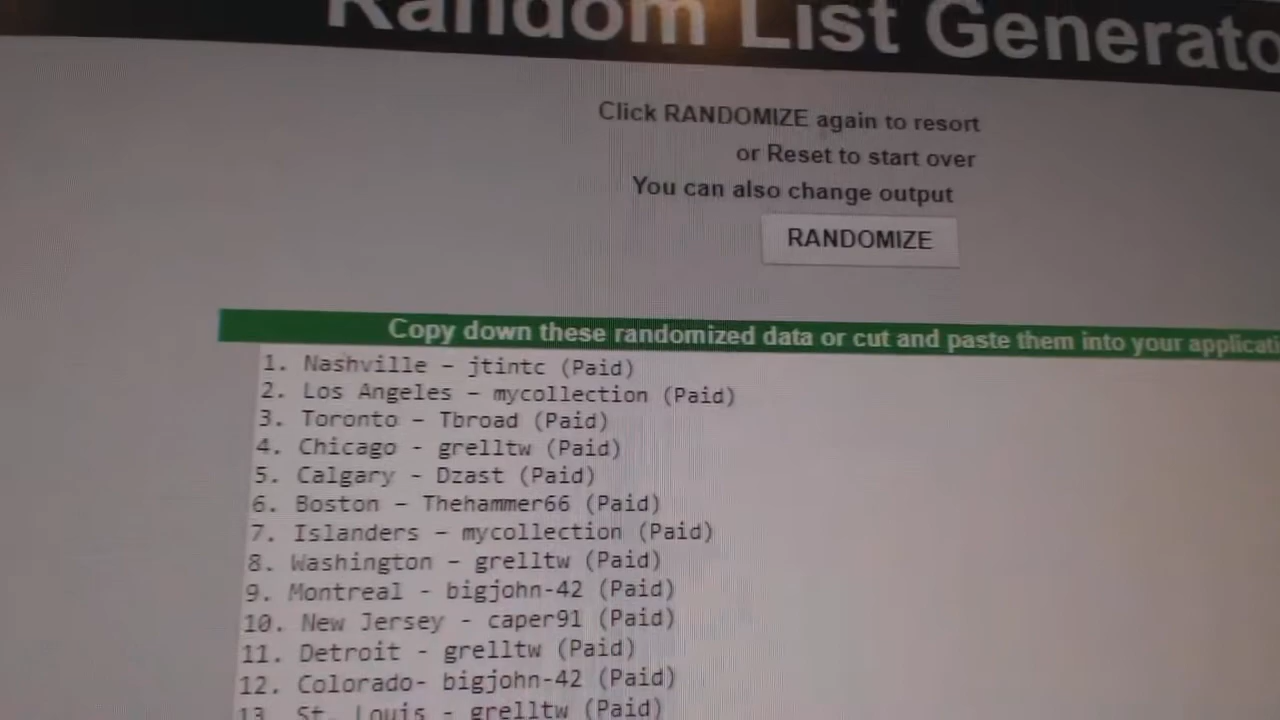 Random List Generato
Click RANDOMIZE again to resort
or Reset to start over
You can also change output
RANDOMIZE
Copy down these randomized data or cut and paste them into your applicati
1. Nashville – jtintc (Paid)
2. Los Angeles – mycollection (Paid)
3. Toronto – Tbroad (Paid)
4. Chicago - grelltw (Paid)
5. Calgary - Dzast (Paid)
6. Boston – Thehammer66 (Paid)
7. Islanders – mycollection (Paid)
8. Washington – grelltw (Paid)
9. Montreal - bigjohn-42 (Paid)
10. New Jersey - caper91 (Paid)
11. Detroit - grelltw (Paid)
12. Colorado- bigjohn-42 (Paid)
13. St. Louis - grelltw (Paid)